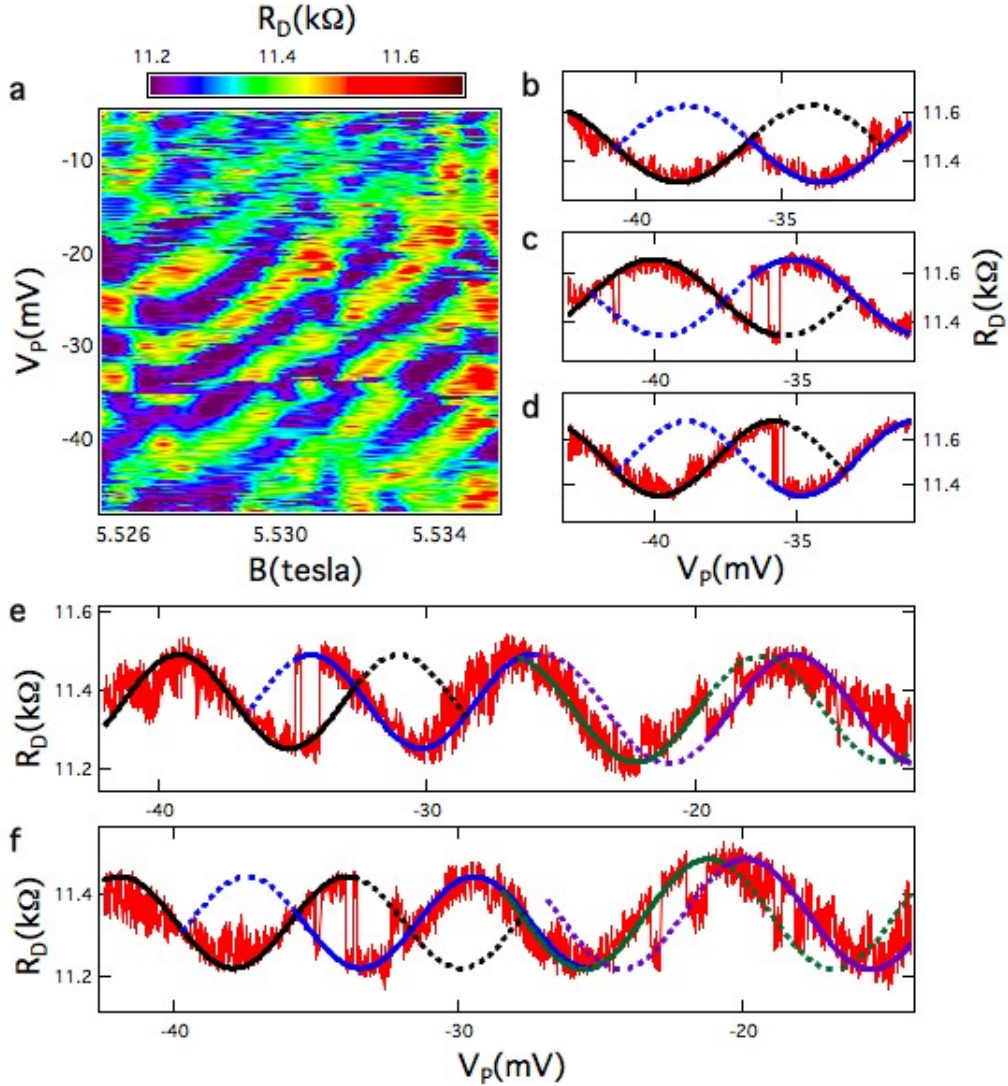 R_D(kΩ)
11.2 11.4 11.6
a
-10
-20
-30
-40
V_P(mV)
5.526 5.530 5.534
B(tesla)
b
11.6
11.4
-40 -35
c
11.6
11.4
-40 -35
R_D(kΩ)
d
11.6
11.4
-40 -35
V_P(mV)
e
11.6
11.4
11.2
R_D(kΩ)
-40 -30 -20
f
11.4
11.2
R_D(kΩ)
-40 -30 -20
V_P(mV)